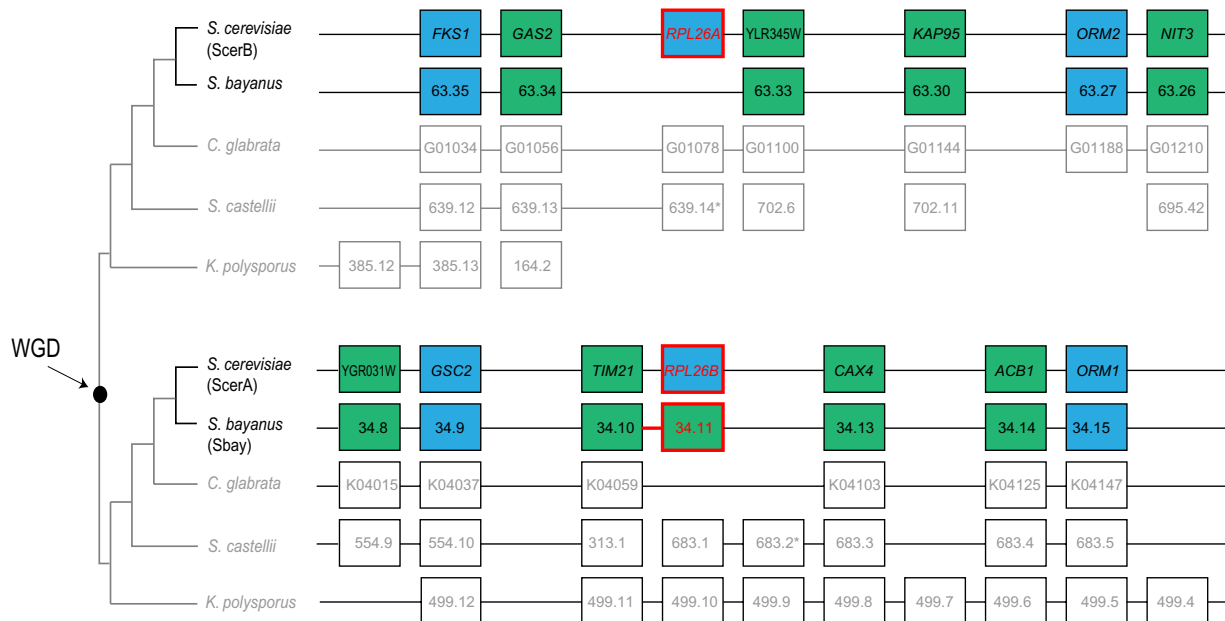 S. cerevisiae
(ScerB)
FKS1 GAS2 RPL26A YLR345W KAP95 ORM2 NIT3
S. bayanus 63.35 63.34 63.33 63.30 63.27 63.26
C. glabrata G01034 G01056 G01078 G01100 G01144 G01188 G01210
S. castellii 639.12 639.13 639.14* 702.6 702.11 695.42
K. polysporus 385.12 385.13 164.2
WGD
S. cerevisiae
(ScerA)
YGR031W GSC2 TIM21 RPL26B CAX4 ACB1 ORM1
S. bayanus
(Sbay)
34.8 34.9 34.10 34.11 34.13 34.14 34.15
C. glabrata K04015 K04037 K04059 K04103 K04125 K04147
S. castellii 554.9 554.10 313.1 683.1 683.2* 683.3 683.4 683.5
K. polysporus 499.12 499.11 499.10 499.9 499.8 499.7 499.6 499.5 499.4